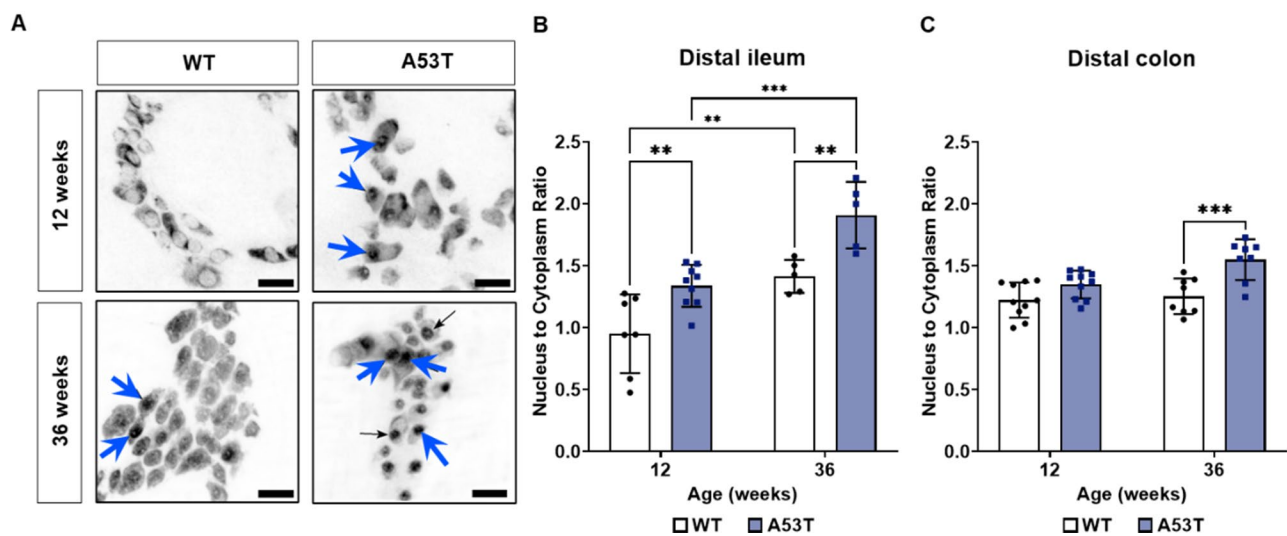 A
WT
A53T
12 weeks
36 weeks
B
Distal ileum
***
**
**
**
Nucleus to Cytoplasm Ratio
2.5
2.0
1.5
1.0
0.5
0.0
12
36
Age (weeks)
WT
A53T
C
Distal colon
***
Nucleus to Cytoplasm Ratio
2.5
2.0
1.5
1.0
0.5
0.0
12
36
Age (weeks)
WT
A53T